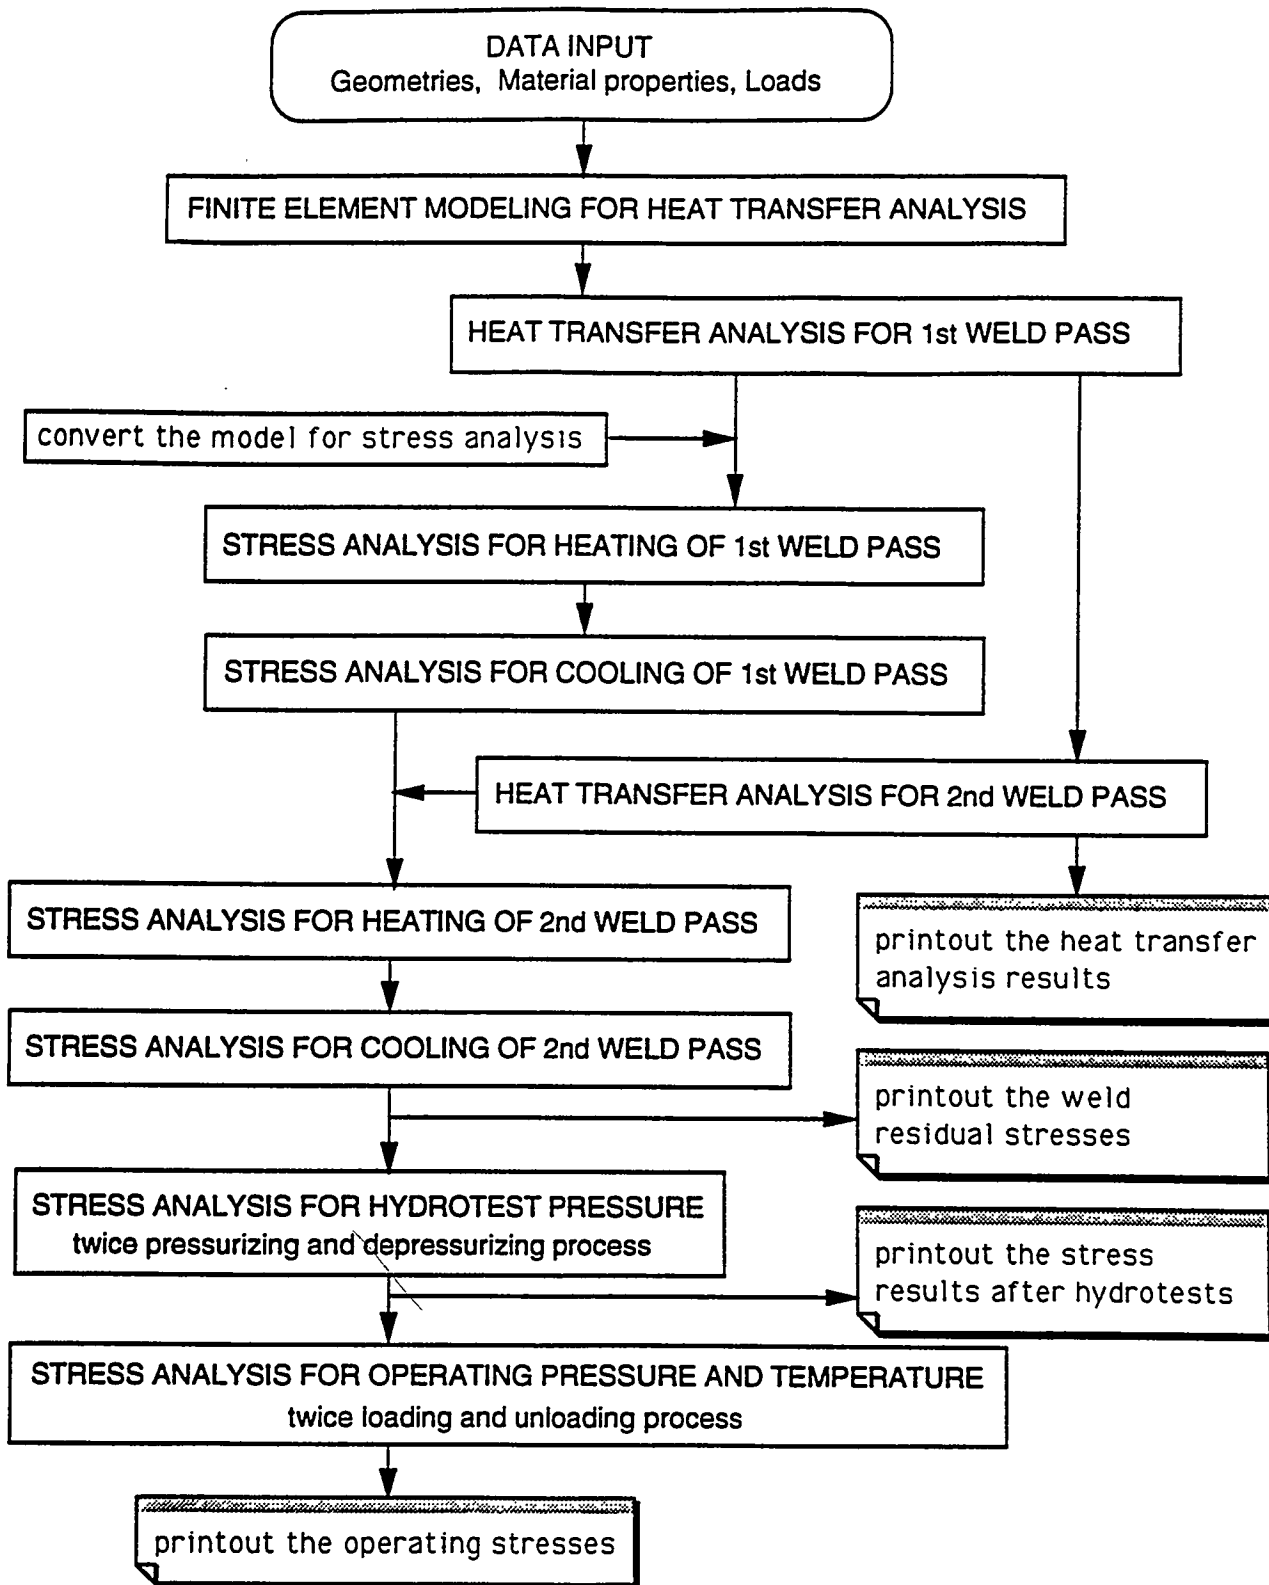 DATA INPUT
Geometries, Material properties, Loads
FINITE ELEMENT MODELING FOR HEAT TRANSFER ANALYSIS
HEAT TRANSFER ANALYSIS FOR 1st WELD PASS
convert the model for stress analysis
STRESS ANALYSIS FOR HEATING OF 1st WELD PASS
STRESS ANALYSIS FOR COOLING OF 1st WELD PASS
HEAT TRANSFER ANALYSIS FOR 2nd WELD PASS
STRESS ANALYSIS FOR HEATING OF 2nd WELD PASS
printout the heat transfer
analysis results
STRESS ANALYSIS FOR COOLING OF 2nd WELD PASS
printout the weld
residual stresses
STRESS ANALYSIS FOR HYDROTEST PRESSURE
twice pressurizing and depressurizing process
printout the stress
results after hydrotests
STRESS ANALYSIS FOR OPERATING PRESSURE AND TEMPERATURE
twice loading and unloading process
printout the operating stresses